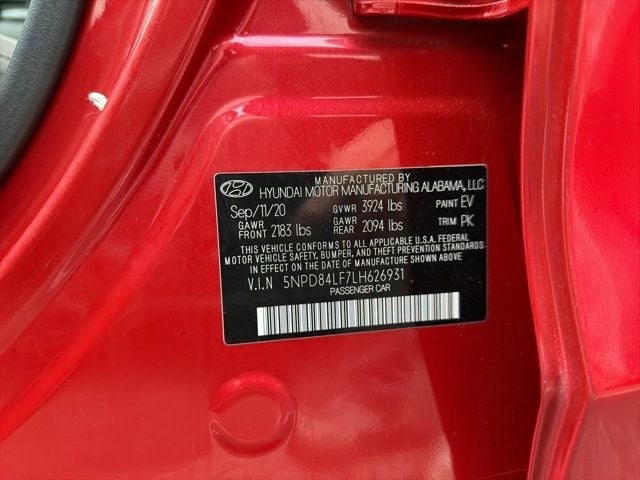 MANUFACTURED BY
HYUNDAI MOTOR MANUFACTURING ALABAMA, LLC
Sep/11/20 GVWR 3924 lbs PAINT EV
GAWR FRONT 2183 lbs GAWR REAR 2094 lbs TRIM PK
THIS VEHICLE CONFORMS TO ALL APPLICABLE U.S.A. FEDERAL
MOTOR VEHICLE SAFETY, BUMPER, AND THEFT PREVENTION STANDARDS
IN EFFECT ON THE DATE OF MANUFACTURE SHOWN ABOVE.
V.I.N 5NPD84LF7LH626931
PASSENGER CAR